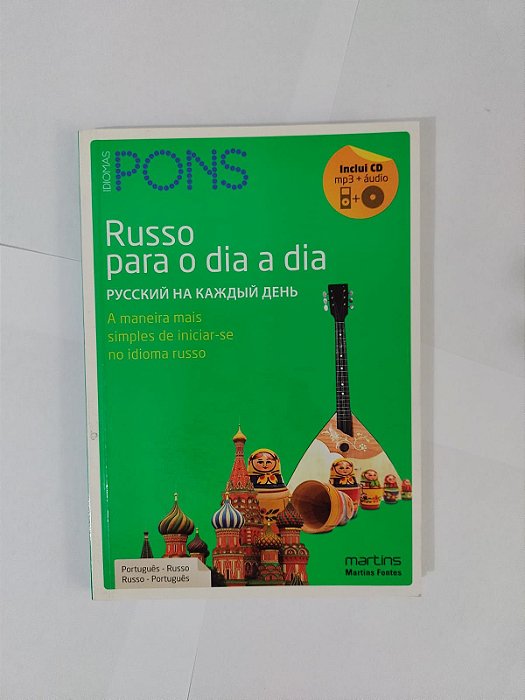 IDIOMAS
PONS
Inclui CD
mp3 + áudio
+
Russo
para o dia a dia
РУССКИЙ НА КАЖДЫЙ ДЕНЬ
A maneira mais
simples de iniciar-se
no idioma russo
Português - Russo
Russo - Português
martins
Martins Fontes